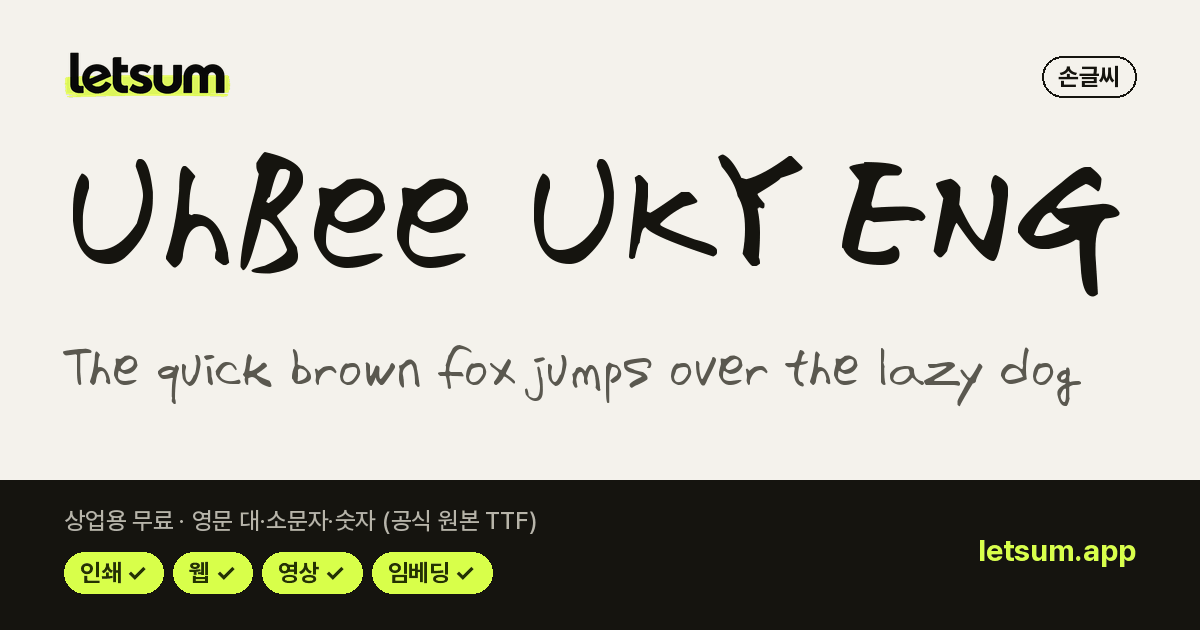 letsum
손글씨
UhBee UKY ENG
The quick brown fox jumps over the lazy dog
상업용 무료 · 영문 대·소문자·숫자 (공식 원본 TTF)
인쇄 ✓ 웹 ✓ 영상 ✓ 임베딩 ✓
letsum.app